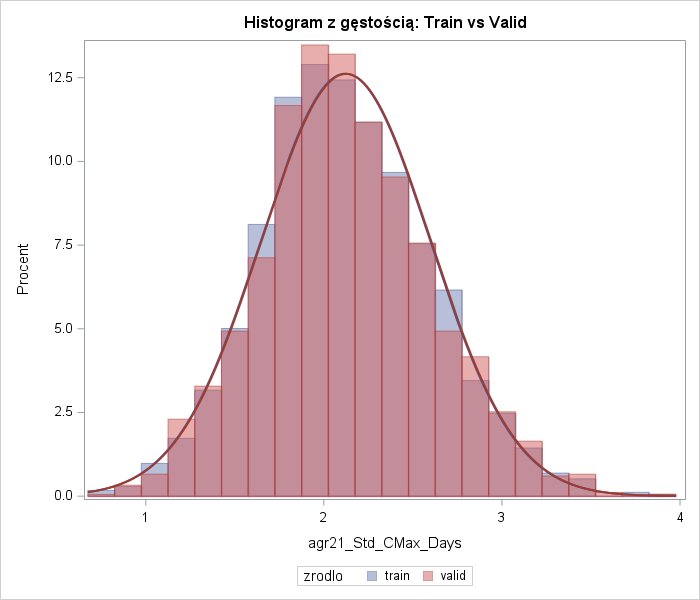 Histogram z gęstością: Train vs Valid
Procent
12.5
10.0
7.5
5.0
2.5
0.0
1 2 3 4
agr21_Std_CMax_Days
zrodlo train valid